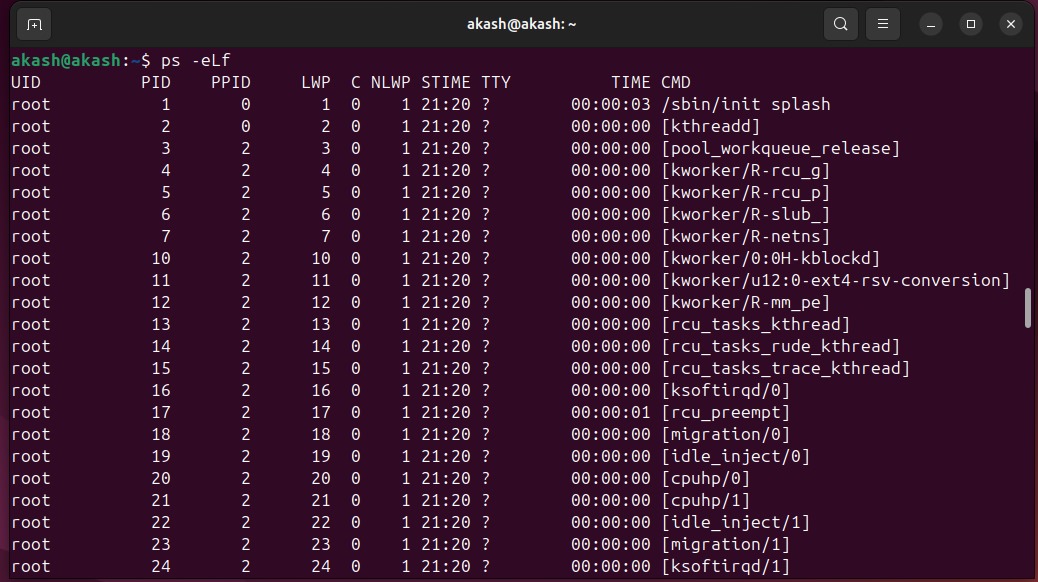 akash@akash: ~
akash@akash:~$ ps -eLf
UID          PID    PPID     LWP  C NLWP STIME TTY          TIME CMD
root           1       0       1  0    1 21:20 ?        00:00:03 /sbin/init splash
root           2       0       2  0    1 21:20 ?        00:00:00 [kthreadd]
root           3       2       3  0    1 21:20 ?        00:00:00 [pool_workqueue_release]
root           4       2       4  0    1 21:20 ?        00:00:00 [kworker/R-rcu_g]
root           5       2       5  0    1 21:20 ?        00:00:00 [kworker/R-rcu_p]
root           6       2       6  0    1 21:20 ?        00:00:00 [kworker/R-slub_]
root           7       2       7  0    1 21:20 ?        00:00:00 [kworker/R-netns]
root          10       2      10  0    1 21:20 ?        00:00:00 [kworker/0:0H-kblockd]
root          11       2      11  0    1 21:20 ?        00:00:00 [kworker/u12:0-ext4-rsv-conversion]
root          12       2      12  0    1 21:20 ?        00:00:00 [kworker/R-mm_pe]
root          13       2      13  0    1 21:20 ?        00:00:00 [rcu_tasks_kthread]
root          14       2      14  0    1 21:20 ?        00:00:00 [rcu_tasks_rude_kthread]
root          15       2      15  0    1 21:20 ?        00:00:00 [rcu_tasks_trace_kthread]
root          16       2      16  0    1 21:20 ?        00:00:00 [ksoftirqd/0]
root          17       2      17  0    1 21:20 ?        00:00:01 [rcu_preempt]
root          18       2      18  0    1 21:20 ?        00:00:00 [migration/0]
root          19       2      19  0    1 21:20 ?        00:00:00 [idle_inject/0]
root          20       2      20  0    1 21:20 ?        00:00:00 [cpuhp/0]
root          21       2      21  0    1 21:20 ?        00:00:00 [cpuhp/1]
root          22       2      22  0    1 21:20 ?        00:00:00 [idle_inject/1]
root          23       2      23  0    1 21:20 ?        00:00:00 [migration/1]
root          24       2      24  0    1 21:20 ?        00:00:00 [ksoftirqd/1]